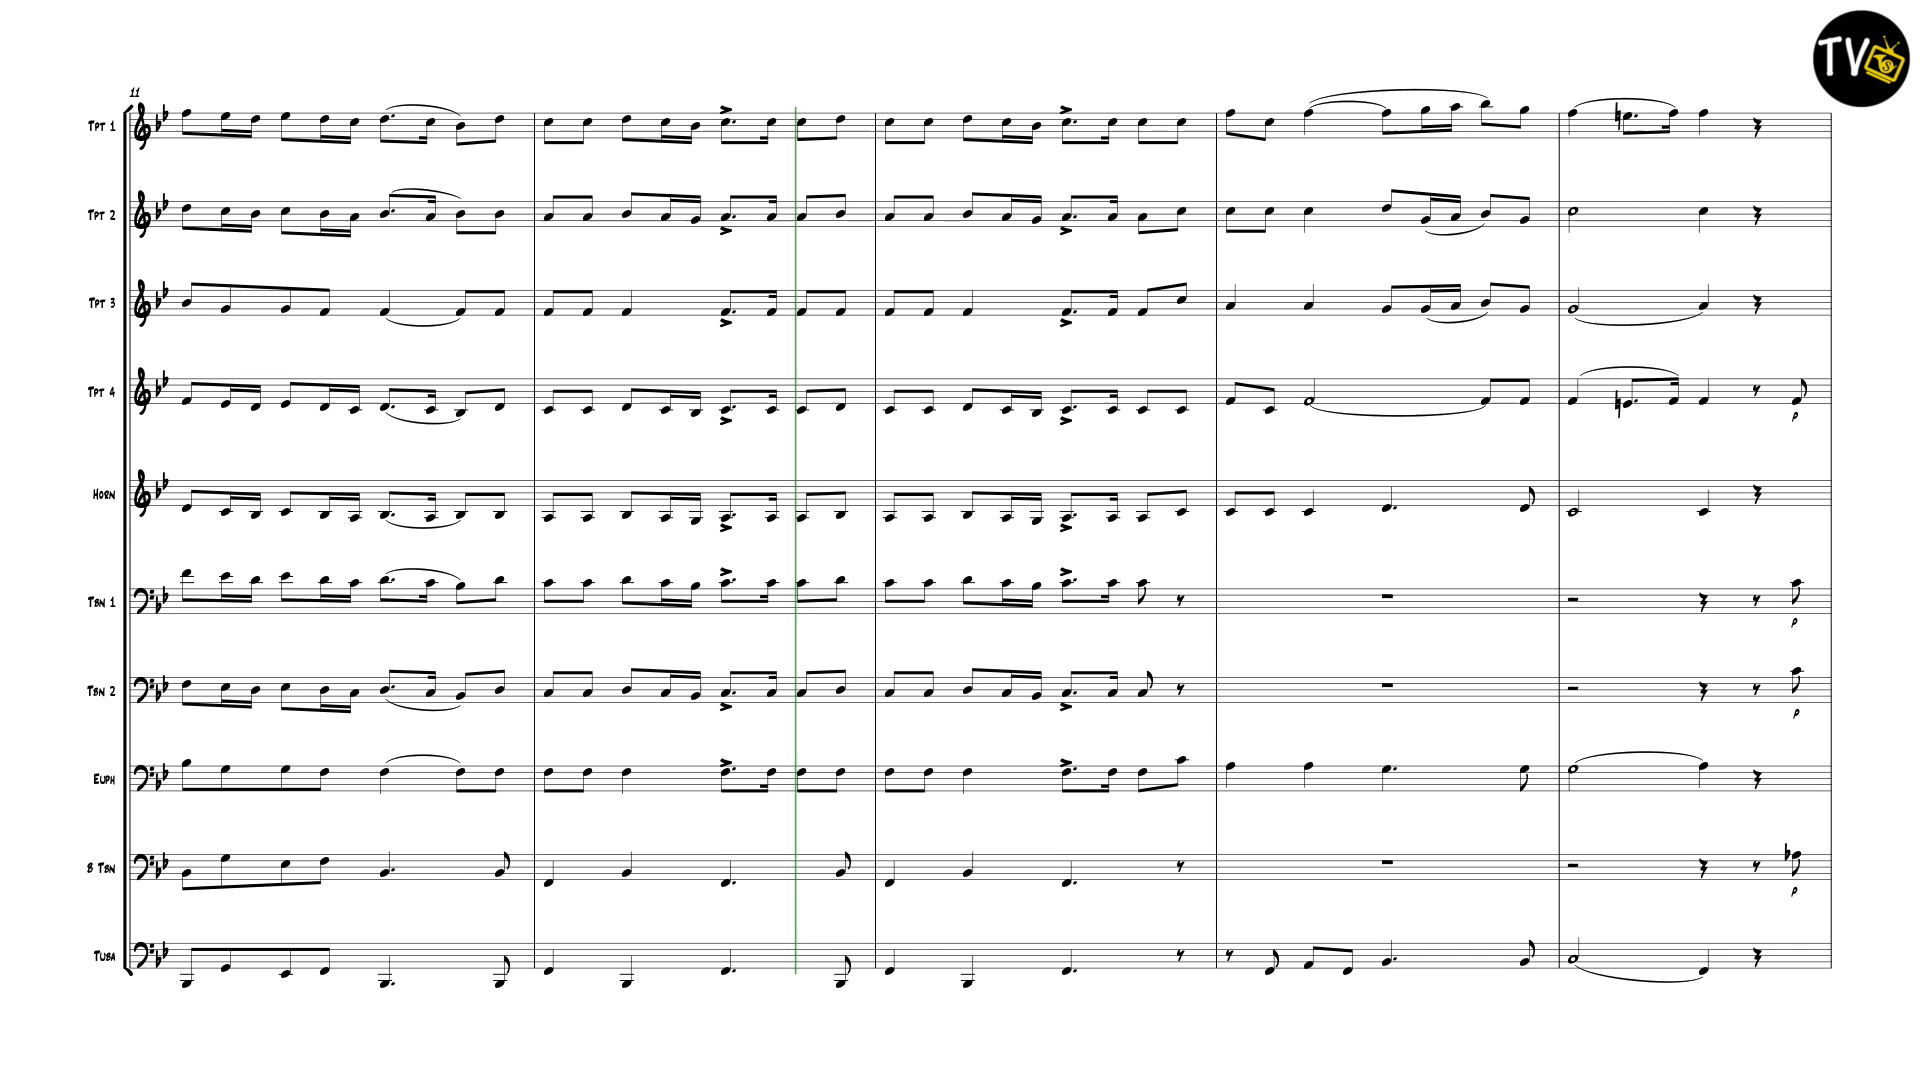 TV
11
Tpt 1
Tpt 2
Tpt 3
Tpt 4
p
Horn
Tbn 1
p
Tbn 2
p
Euph
B Tbn
p
Tuba